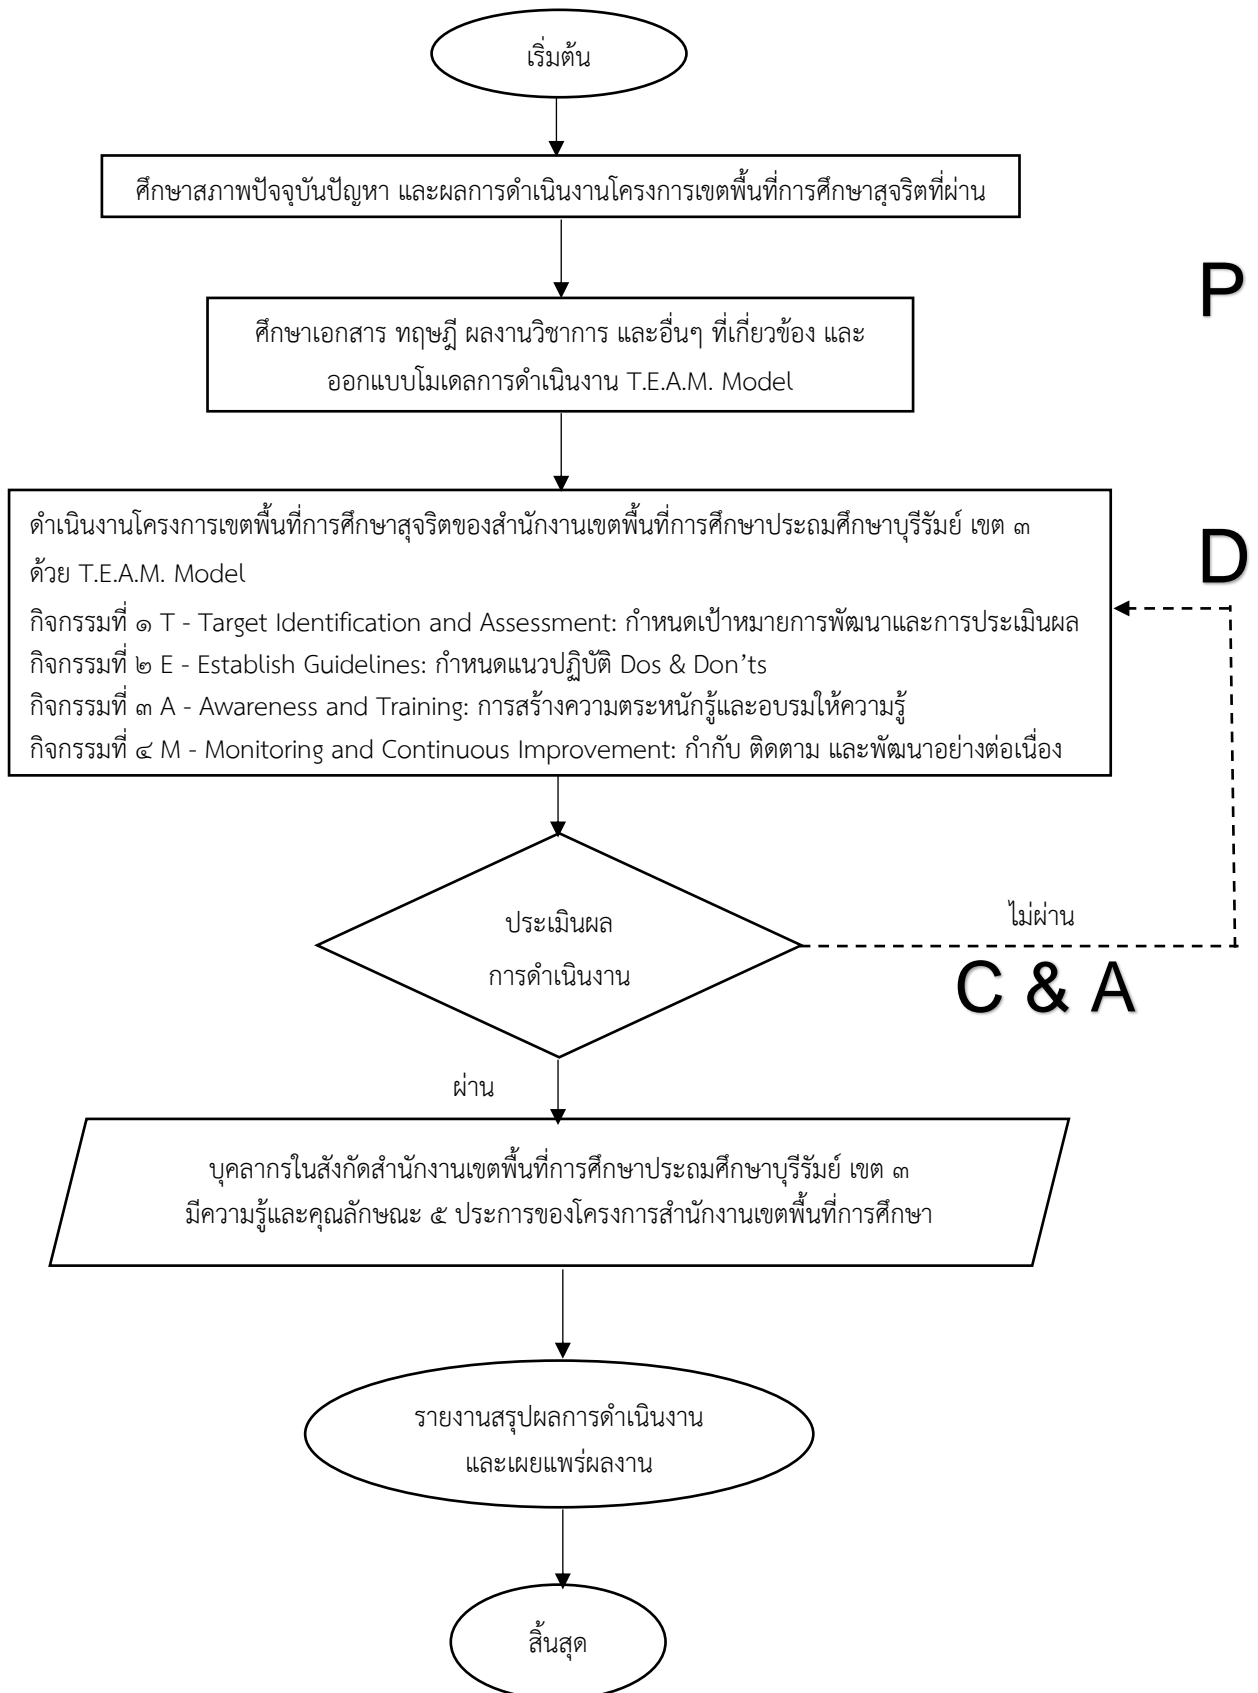 เริ่มต้น
ศึกษาสภาพปัจจุบันปัญหา และผลการดำเนินงานโครงการเขตพื้นที่การศึกษาสุจริตที่ผ่าน
P
ศึกษาเอกสาร ทฤษฎี ผลงานวิชาการ และอื่นๆ ที่เกี่ยวข้อง และ
ออกแบบโมเดลการดำเนินงาน T.E.A.M. Model
ดำเนินงานโครงการเขตพื้นที่การศึกษาสุจริตของสำนักงานเขตพื้นที่การศึกษาประถมศึกษาบุรีรัมย์ เขต ๓
ด้วย T.E.A.M. Model
D
กิจกรรมที่ ๑ T - Target Identification and Assessment: กำหนดเป้าหมายการพัฒนาและการประเมินผล
กิจกรรมที่ ๒ E - Establish Guidelines: กำหนดแนวปฏิบัติ Dos & Don’ts
กิจกรรมที่ ๓ A - Awareness and Training: การสร้างความตระหนักรู้และอบรมให้ความรู้
กิจกรรมที่ ๔ M - Monitoring and Continuous Improvement: กำกับ ติดตาม และพัฒนาอย่างต่อเนื่อง
ประเมินผล
การดำเนินงาน
ไม่ผ่าน
C & A
ผ่าน
บุคลากรในสังกัดสำนักงานเขตพื้นที่การศึกษาประถมศึกษาบุรีรัมย์ เขต ๓
มีความรู้และคุณลักษณะ ๕ ประการของโครงการสำนักงานเขตพื้นที่การศึกษา
รายงานสรุปผลการดำเนินงาน
และเผยแพร่ผลงาน
สิ้นสุด